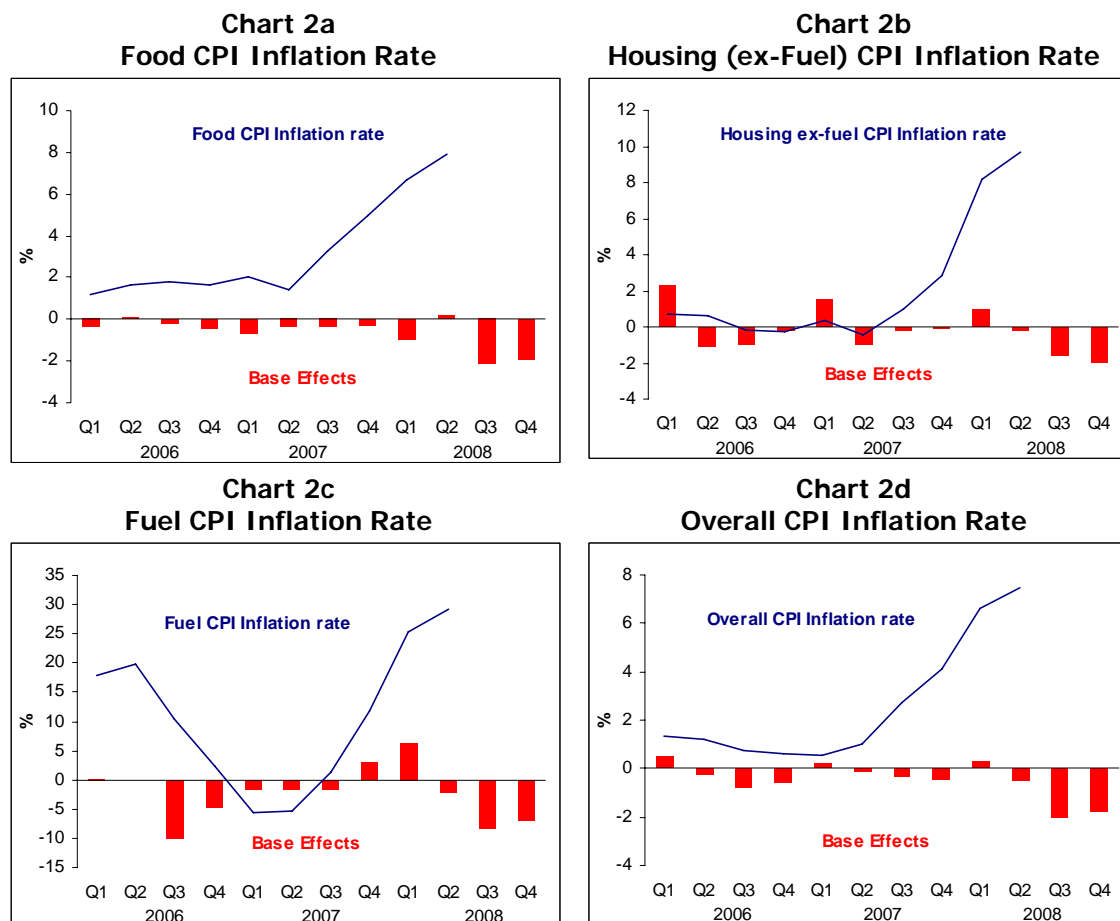 Chart 2a
Food CPI Inflation Rate
10
8
6
4
2
0
-2
-4
%
Food CPI Inflation rate
Base Effects
Q1 Q2 Q3 Q4 Q1 Q2 Q3 Q4 Q1 Q2 Q3 Q4
2006 2007 2008
Chart 2b
Housing (ex-Fuel) CPI Inflation Rate
12
10
8
6
4
2
0
-2
-4
%
Housing ex-fuel CPI Inflation rate
Base Effects
Q1 Q2 Q3 Q4 Q1 Q2 Q3 Q4 Q1 Q2 Q3 Q4
2006 2007 2008
Chart 2c
Fuel CPI Inflation Rate
35
30
25
20
15
10
5
0
-5
-10
-15
%
Fuel CPI Inflation rate
Base Effects
Q1 Q2 Q3 Q4 Q1 Q2 Q3 Q4 Q1 Q2 Q3 Q4
2006 2007 2008
Chart 2d
Overall CPI Inflation Rate
8
6
4
2
0
-2
-4
%
Overall CPI Inflation rate
Base Effects
Q1 Q2 Q3 Q4 Q1 Q2 Q3 Q4 Q1 Q2 Q3 Q4
2006 2007 2008